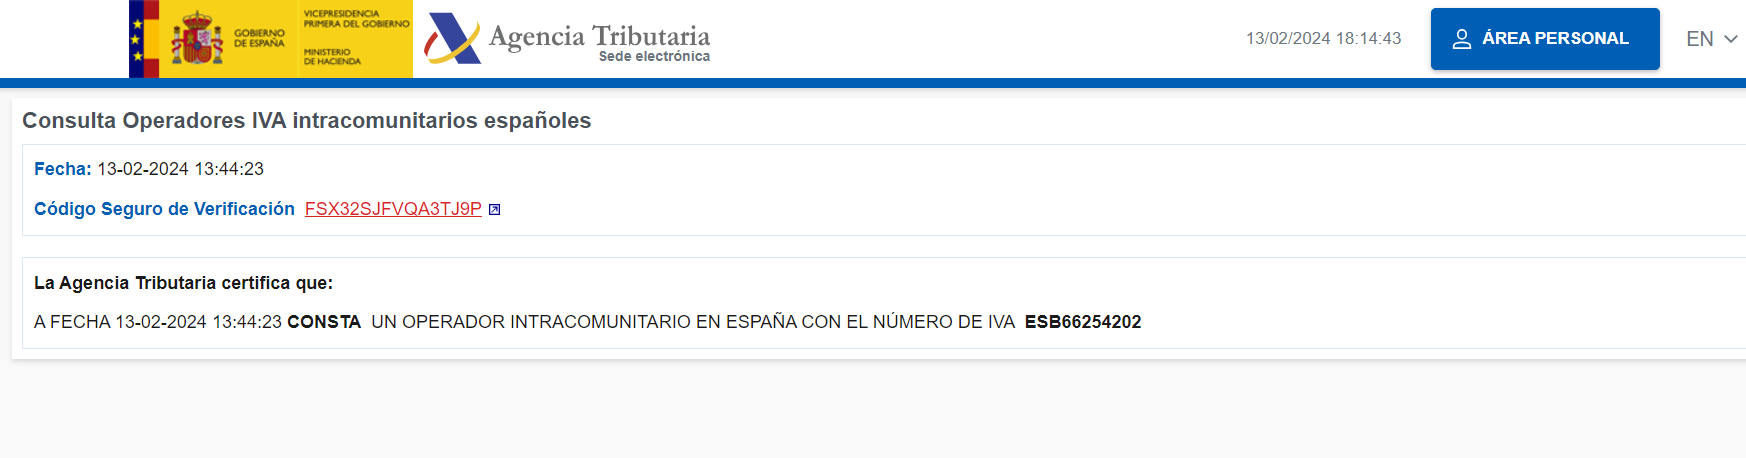 GOBIERNO
DE ESPAÑA
VICEPRESIDENCIA
PRIMERA DEL GOBIERNO
MINISTERIO
DE HACIENDA
Agencia Tributaria
Sede electrónica
13/02/2024 18:14:43
ÁREA PERSONAL
EN
Consulta Operadores IVA intracomunitarios españoles
Fecha: 13-02-2024 13:44:23
Código Seguro de Verificación FSX32SJFVQA3TJ9P
La Agencia Tributaria certifica que:
A FECHA 13-02-2024 13:44:23 CONSTA UN OPERADOR INTRACOMUNITARIO EN ESPAÑA CON EL NÚMERO DE IVA ESB66254202